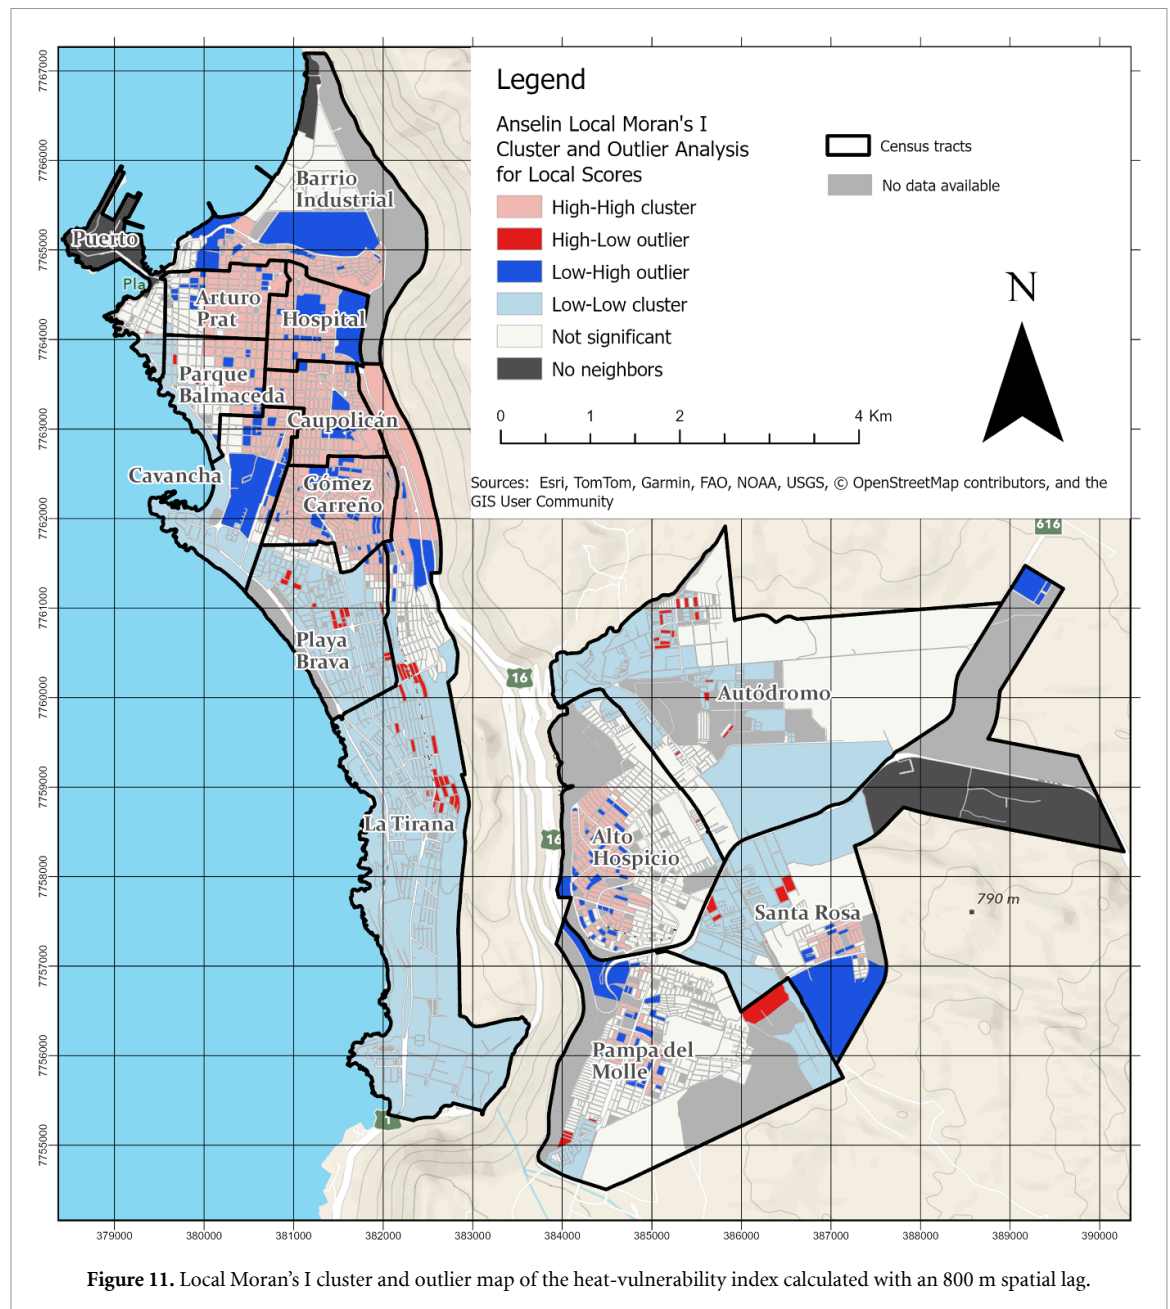 Legend
Anselin Local Moran's I
Cluster and Outlier Analysis
for Local Scores
High-High cluster
High-Low outlier
Low-High outlier
Low-Low cluster
Not significant
No neighbors
Census tracts
No data available
N
0 1 2 4 Km
Sources: Esri, TomTom, Garmin, FAO, NOAA, USGS, © OpenStreetMap contributors, and the
GIS User Community
7767000
7766000
7765000
7764000
7763000
7762000
7761000
7760000
7759000
7758000
7757000
7756000
7755000
Barrio
Industrial
Puerto
Pla
Arturo
Prat
Hospital
Parque
Balmaceda
Caupolicán
Cavancha
Gómez
Carreño
616
Playa
Brava
16
Autódromo
La Tirana
16
Alto
Hospicio
790 m
Santa Rosa
Pampa del
Molle
1
379000 380000 381000 382000 383000 384000 385000 386000 387000 388000 389000 390000
Figure 11. Local Moran's I cluster and outlier map of the heat-vulnerability index calculated with an 800 m spatial lag.